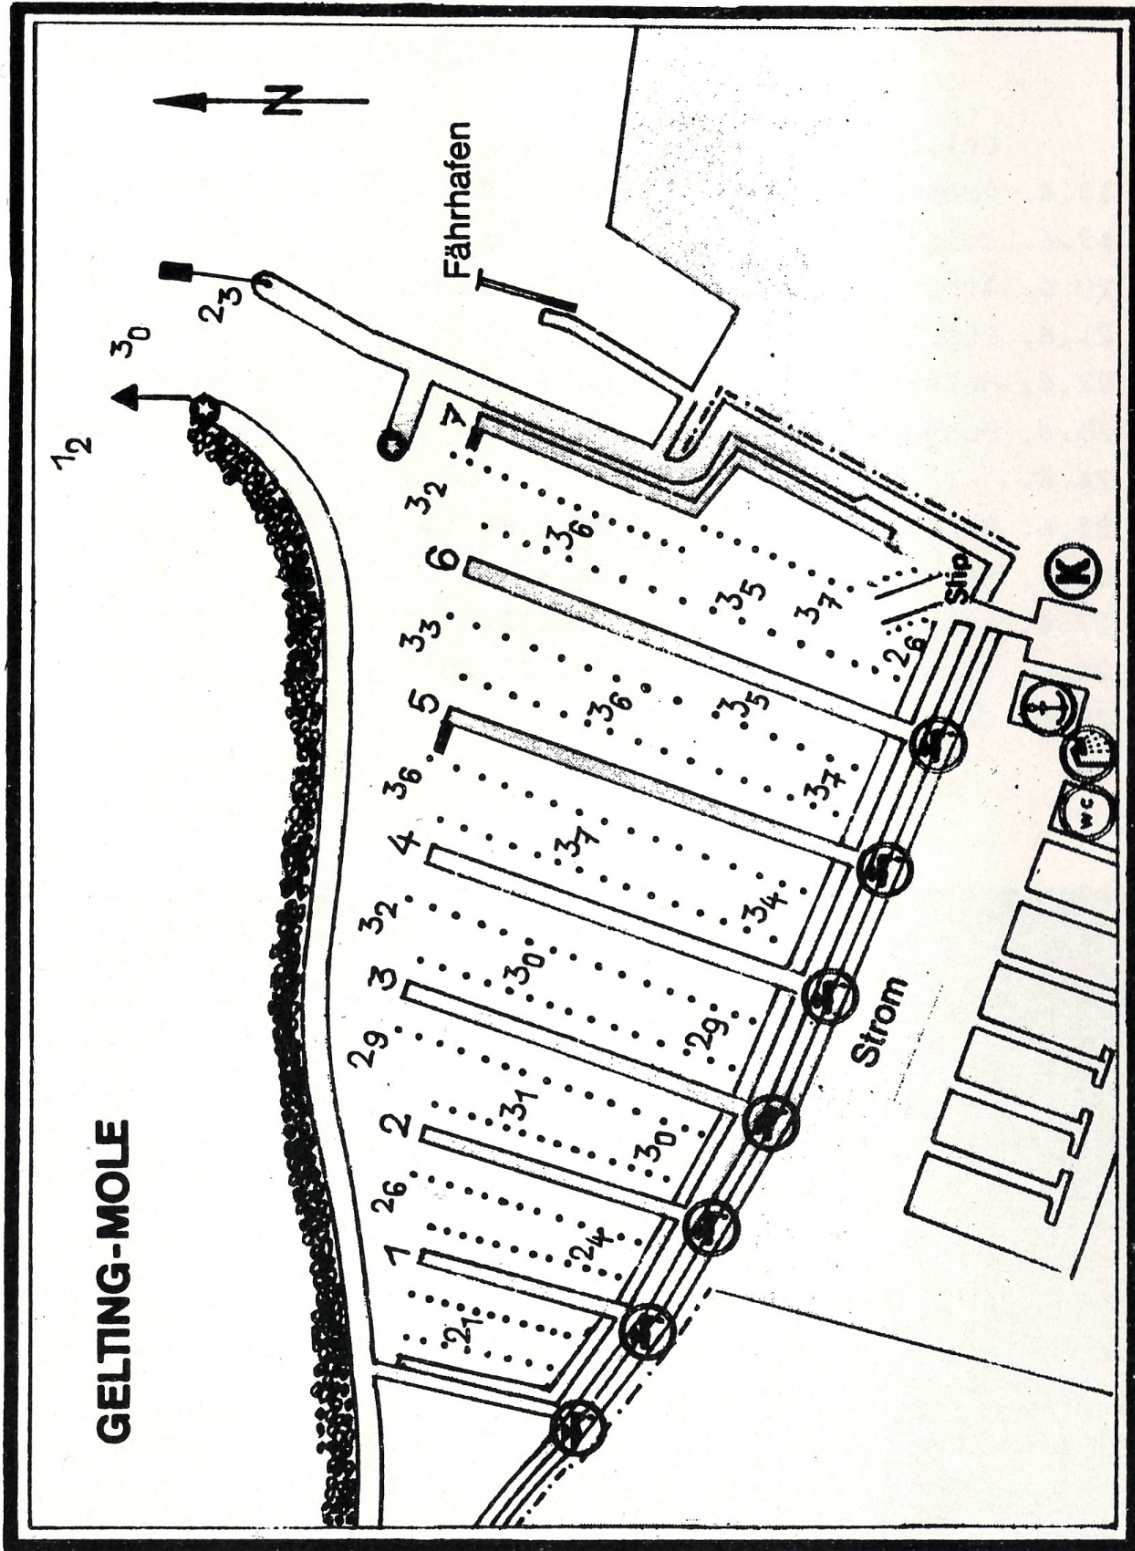 GELTING-MOLE
1₂
3₀
2₃
N
Fährhafen
1 2₆ 2 2₉ 3 3₂ 4 3₆ 5 3₃ 6 3₂ 7
2₁ 3₁ 3₀ 3₇ 3₆ 3₆
2₄ 3₀ 2₉ 3₄ 3₅ 3₅
3₇ 3₇
2₆
Slip
Strom
WC
K